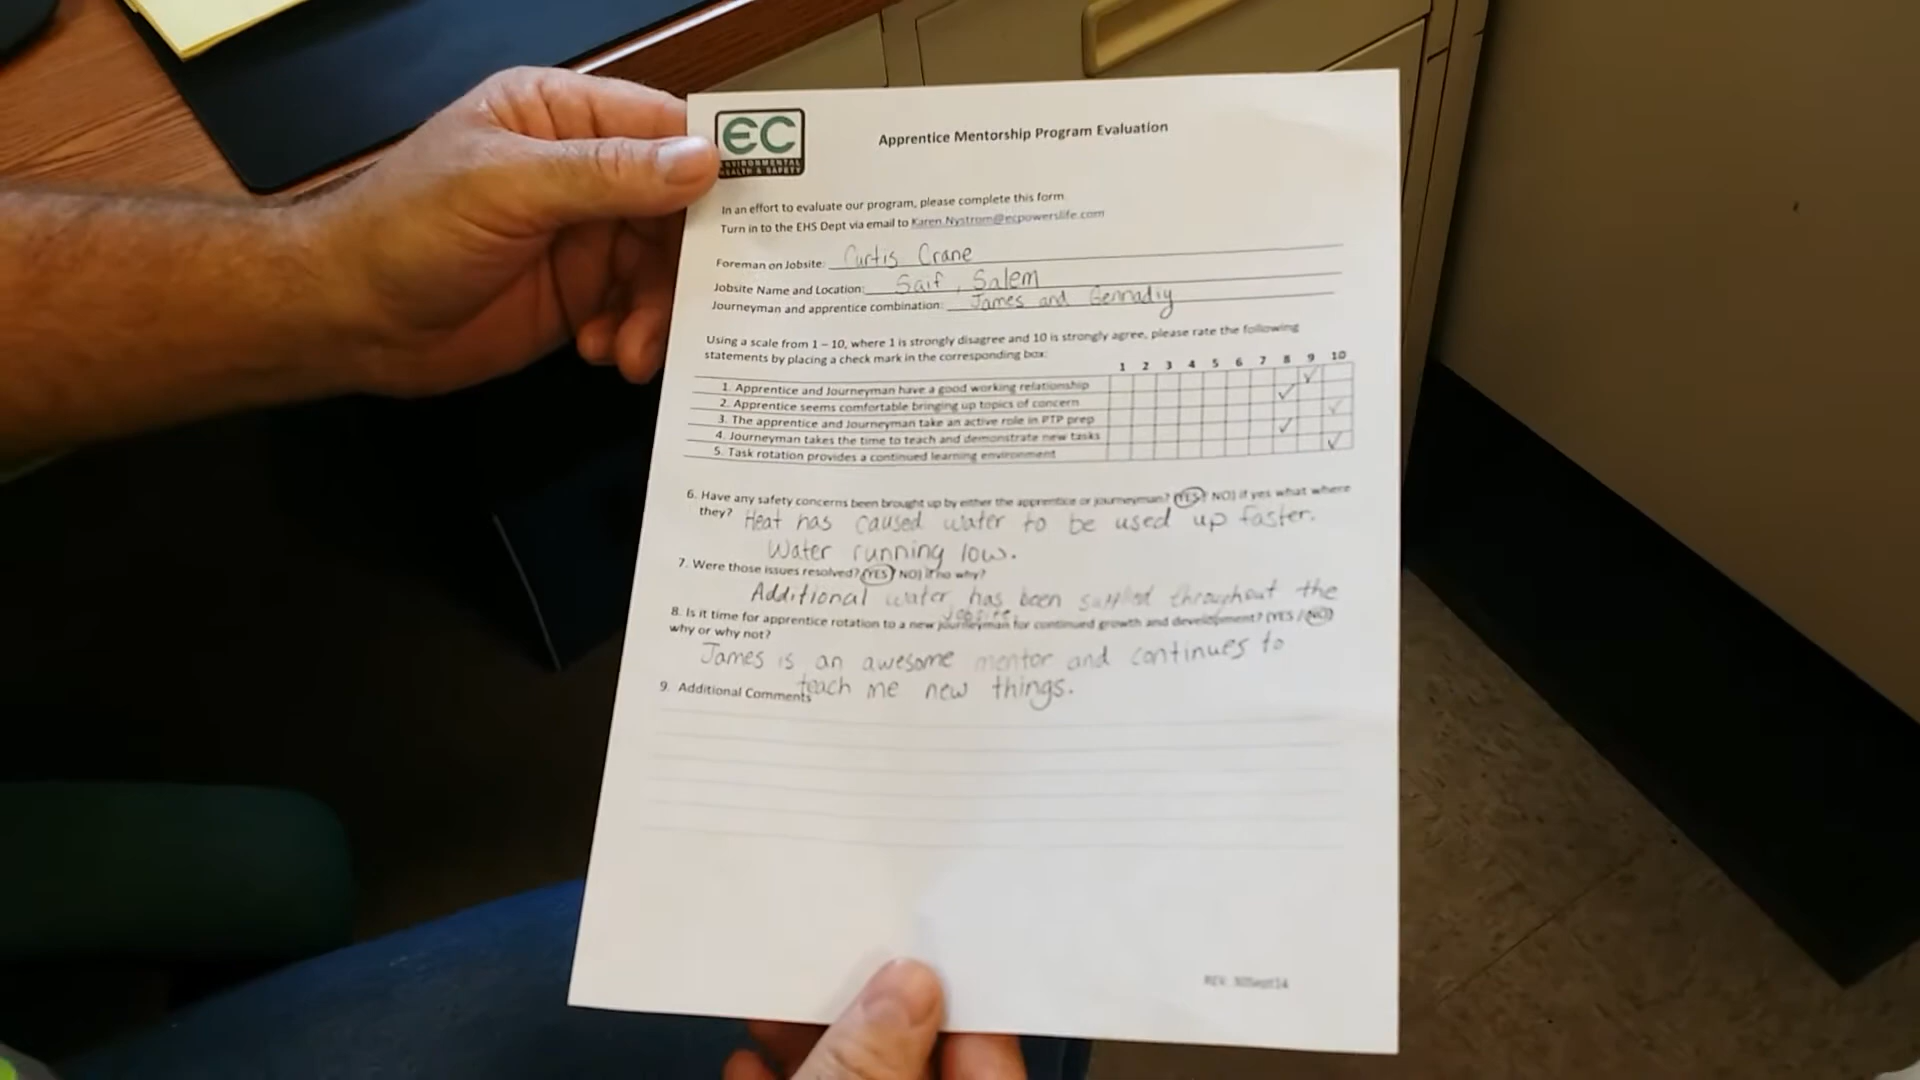 EC
ENVIRONMENTAL
HEALTH & SAFETY
Apprentice Mentorship Program Evaluation
In an effort to evaluate our program, please complete this form
Turn in to the EHS Dept via email to Karen.Nystrom@ecpowerslife.com
Foreman on Jobsite: Curtis Crane
Jobsite Name and Location: Saif, Salem
Journeyman and apprentice combination: James and Gennadiy
Using a scale from 1 – 10, where 1 is strongly disagree and 10 is strongly agree, please rate the following
statements by placing a check mark in the corresponding box:
1 2 3 4 5 6 7 8 9 10
1. Apprentice and Journeyman have a good working relationship ✓
2. Apprentice seems comfortable bringing up topics of concern ✓
3. The apprentice and Journeyman take an active role in PTP prep ✓
4. Journeyman takes the time to teach and demonstrate new tasks ✓
5. Task rotation provides a continued learning environment ✓
6. Have any safety concerns been brought up by either the apprentice or journeyman? (YES / NO) if yes what where
they? Heat has caused water to be used up faster.
Water running low.
7. Were those issues resolved? (YES / NO) if no why?
Additional water has been throughout the
jobsite.
8. Is it time for apprentice rotation to a new journeyman for continued growth and development? (YES / NO)
why or why not?
James is an awesome mentor and continues to
teach me new things.
9. Additional Comments
REV. 30Sept14